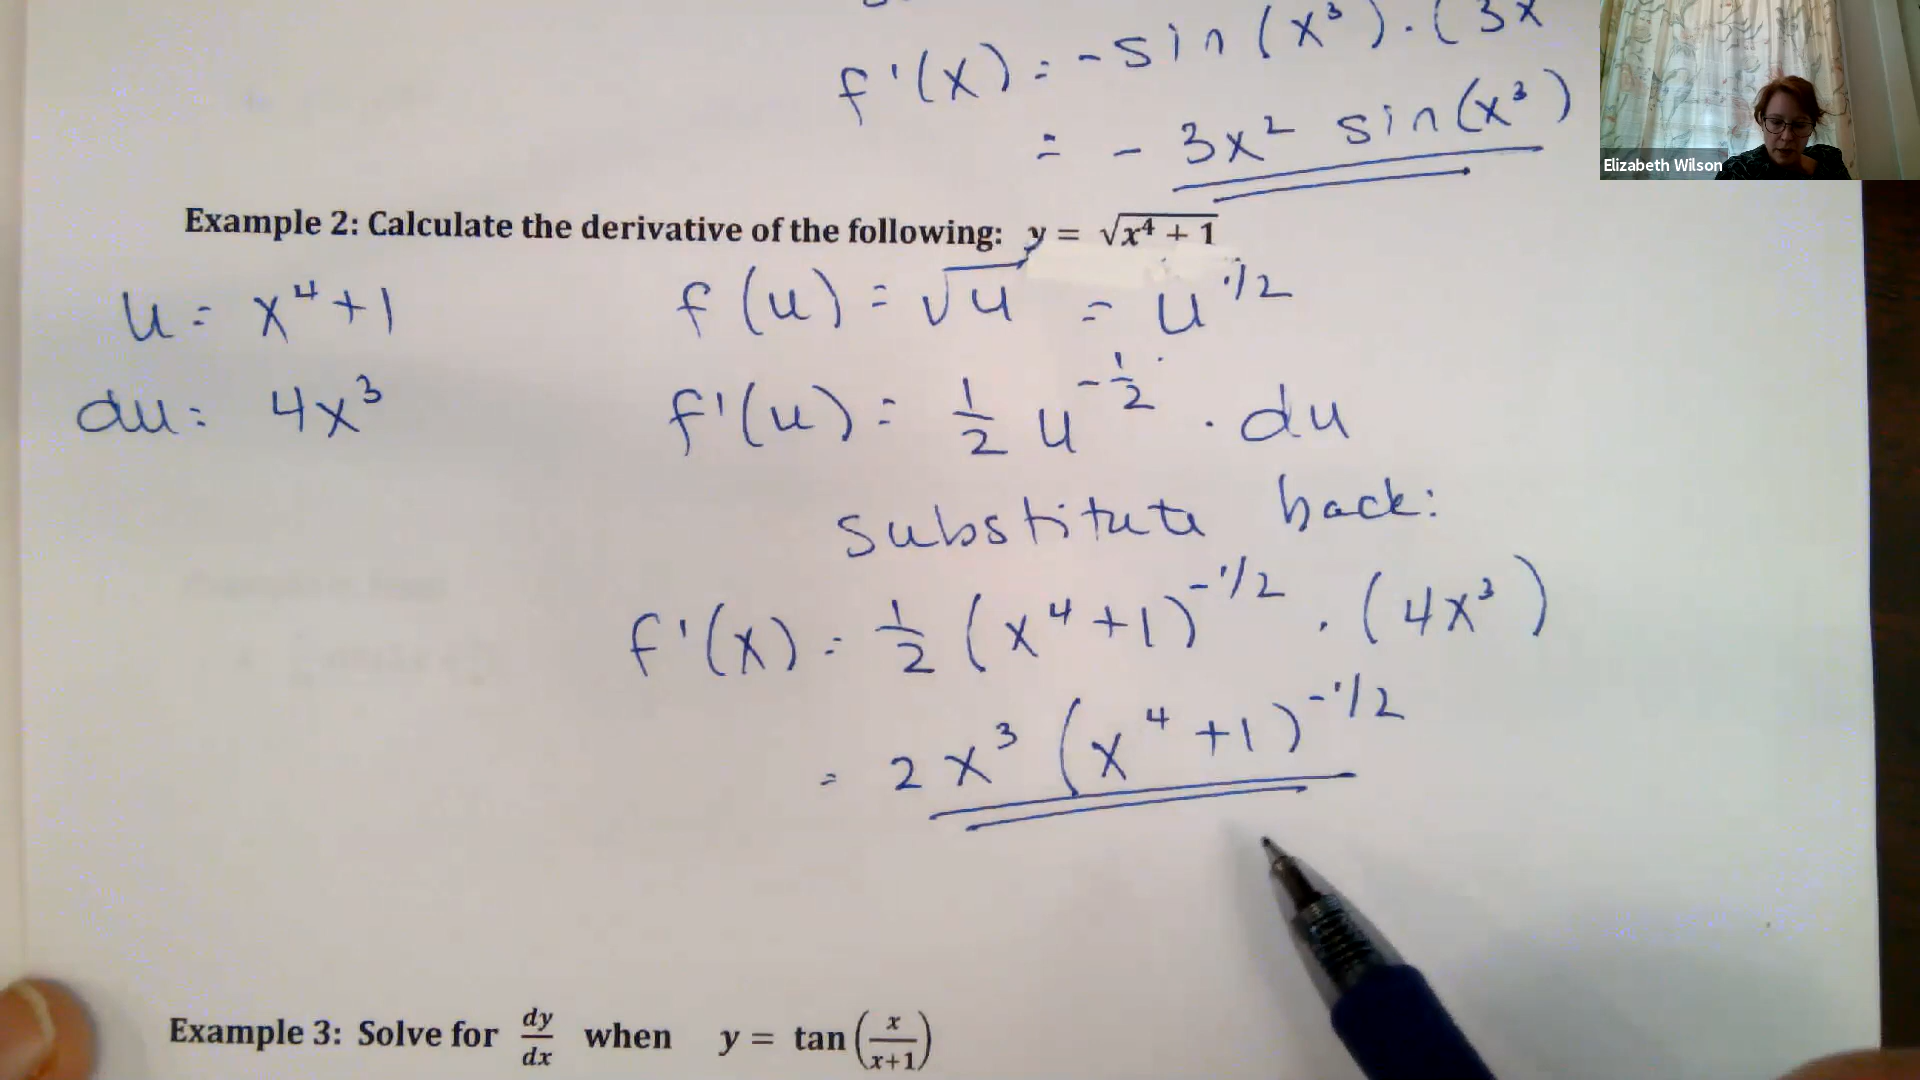 f'(x) = -sin(x³)·(3x
= - 3x² sin(x³)
Elizabeth Wilson
Example 2: Calculate the derivative of the following: y = √(x⁴ + 1)
u = x⁴+1
f(u) = √u = u^1/2
du = 4x³
f'(u) = 1/2 u^-1/2 · du
substitute back:
f'(x) = 1/2 (x⁴+1)^-1/2 · (4x³)
= 2x³ (x⁴+1)^-1/2
Example 3: Solve for dy/dx when y = tan(x/(x+1))